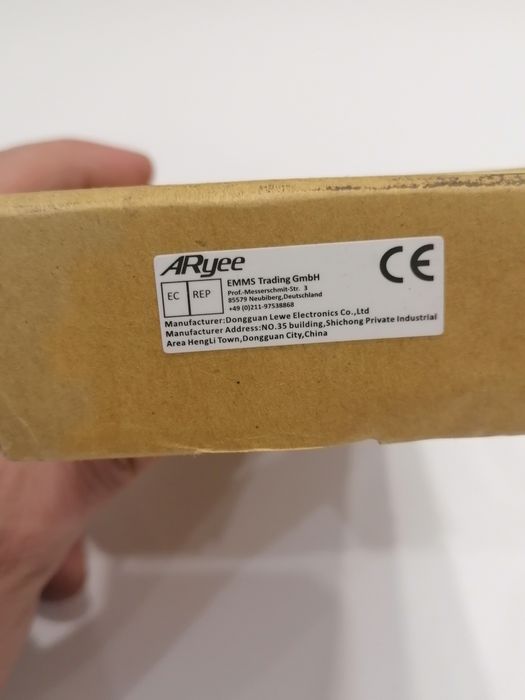 ARyee
CE
EC REP
EMMS Trading GmbH
Prof.-Messerschmit-Str. 3
85579 Neubiberg,Deutschland
+49 (0)211-97538868
Manufacturer:Dongguan Lewe Electronics Co.,Ltd
Manufacturer Address:NO.35 building,Shichong Private Industrial
Area HengLi Town,Dongguan City,China